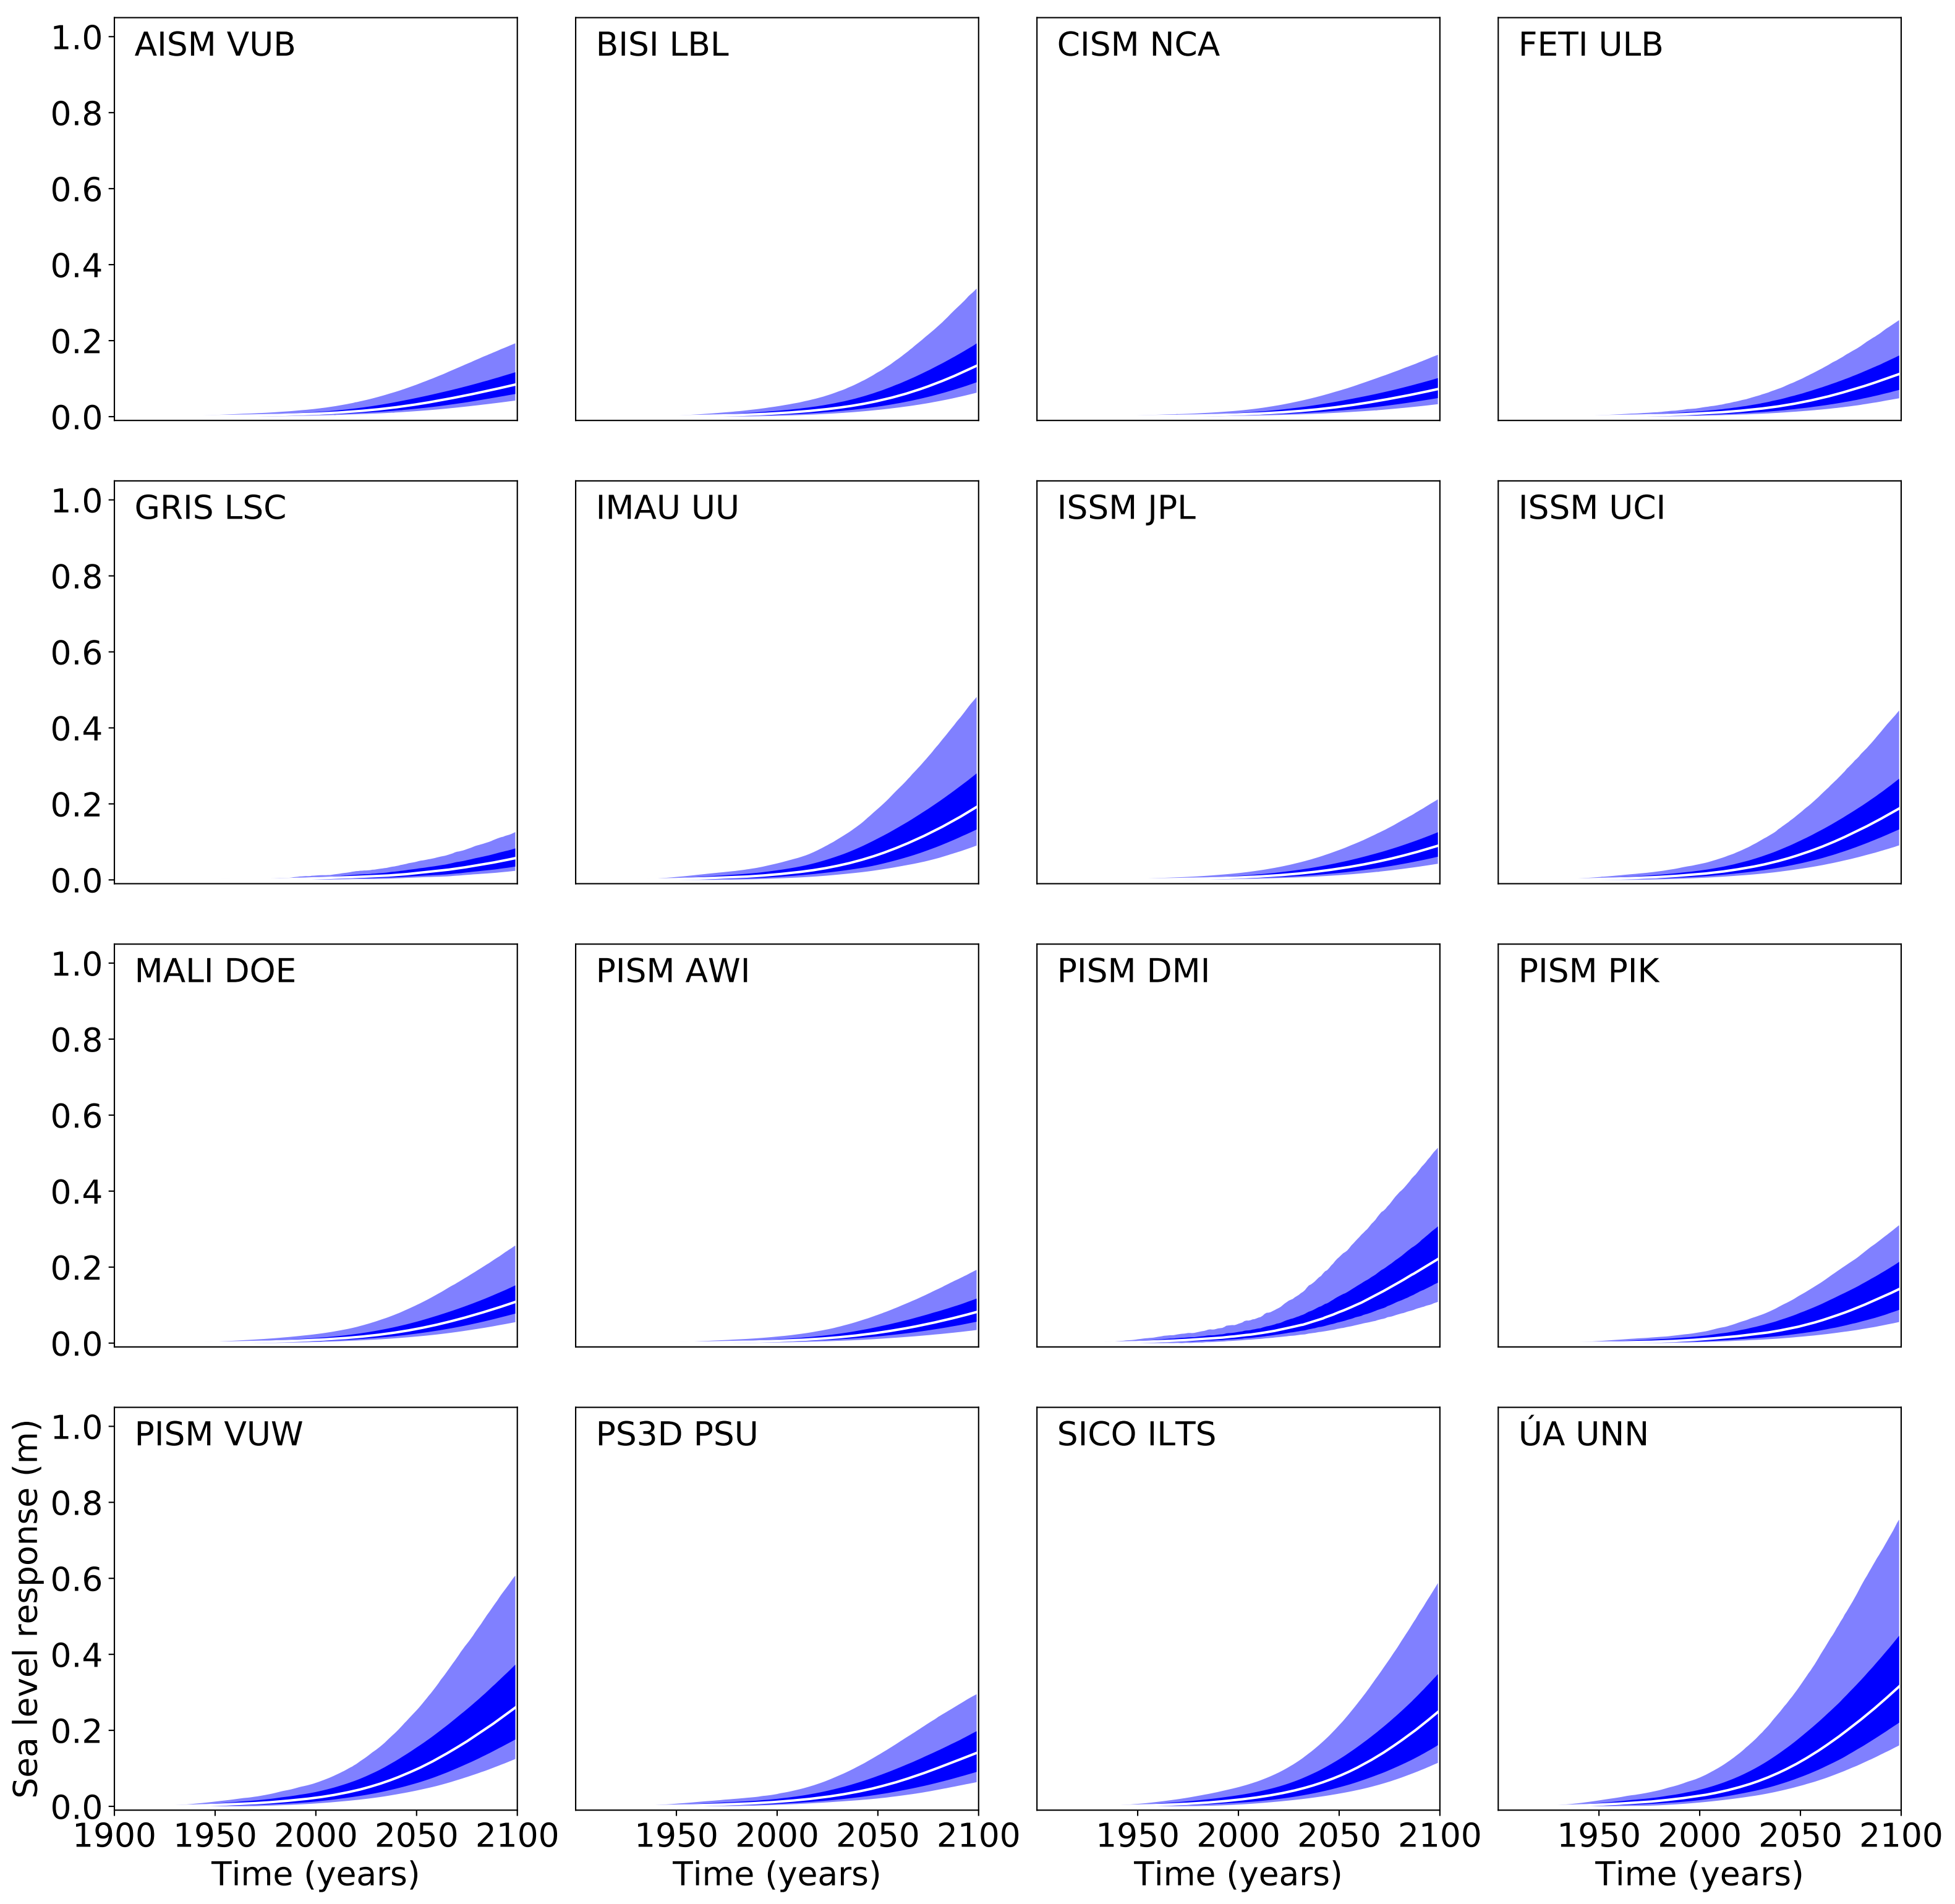 1.0 AISM VUB BISI LBL CISM NCA FETI ULB
0.8
0.6
0.4
0.2
0.0
1.0 GRIS LSC IMAU UU ISSM JPL ISSM UCI
0.8
0.6
0.4
0.2
0.0
1.0 MALI DOE PISM AWI PISM DMI PISM PIK
0.8
0.6
0.4
0.2
0.0
Sea level response (m)
1.0 PISM VUW PS3D PSU SICO ILTS ÚA UNN
0.8
0.6
0.4
0.2
0.0
1900 1950 2000 2050 2100 1950 2000 2050 2100 1950 2000 2050 2100 1950 2000 2050 2100
Time (years) Time (years) Time (years) Time (years)